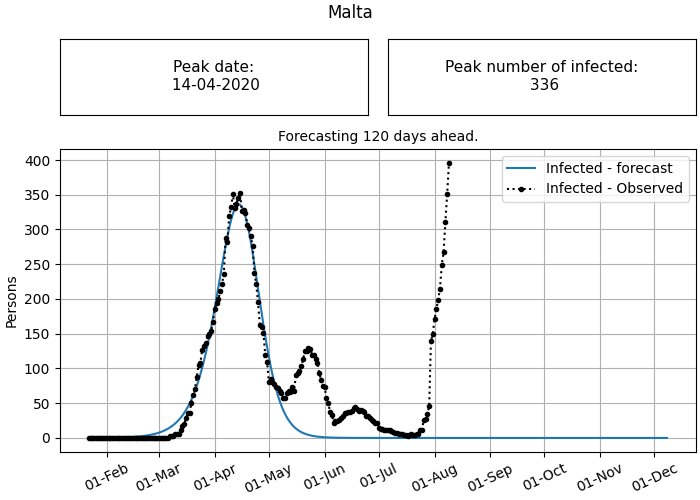 Malta
Peak date:
14-04-2020
Peak number of infected:
336
Forecasting 120 days ahead.
Infected - forecast
Infected - Observed
Persons
400
350
300
250
200
150
100
50
0
01-Feb
01-Mar
01-Apr
01-May
01-Jun
01-Jul
01-Aug
01-Sep
01-Oct
01-Nov
01-Dec